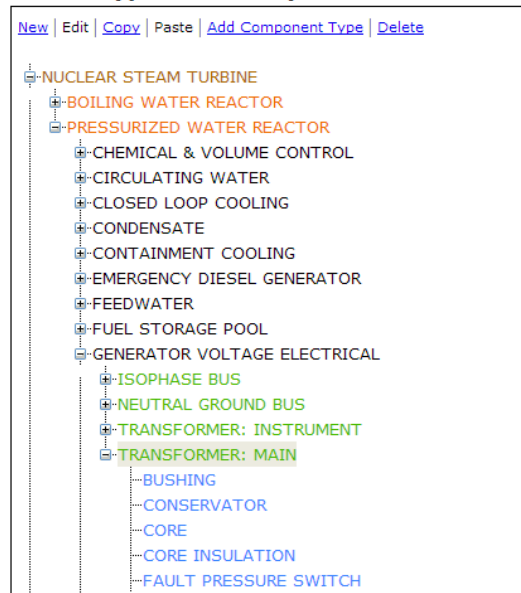 New | Edit | Copy | Paste | Add Component Type | Delete
NUCLEAR STEAM TURBINE
BOILING WATER REACTOR
PRESSURIZED WATER REACTOR
CHEMICAL & VOLUME CONTROL
CIRCULATING WATER
CLOSED LOOP COOLING
CONDENSATE
CONTAINMENT COOLING
EMERGENCY DIESEL GENERATOR
FEEDWATER
FUEL STORAGE POOL
GENERATOR VOLTAGE ELECTRICAL
ISOPHASE BUS
NEUTRAL GROUND BUS
TRANSFORMER: INSTRUMENT
TRANSFORMER: MAIN
BUSHING
CONSERVATOR
CORE
CORE INSULATION
FAULT PRESSURE SWITCH